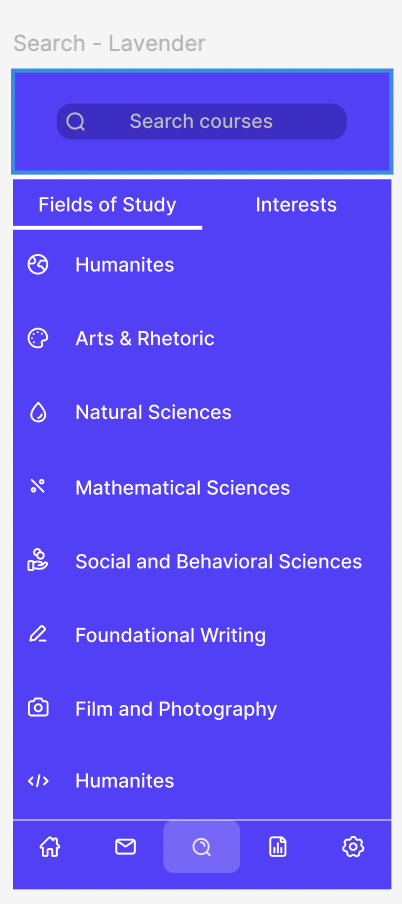 Search - Lavender
Search courses
Fields of Study
Interests
Humanites
Arts & Rhetoric
Natural Sciences
Mathematical Sciences
Social and Behavioral Sciences
Foundational Writing
Film and Photography
Humanites